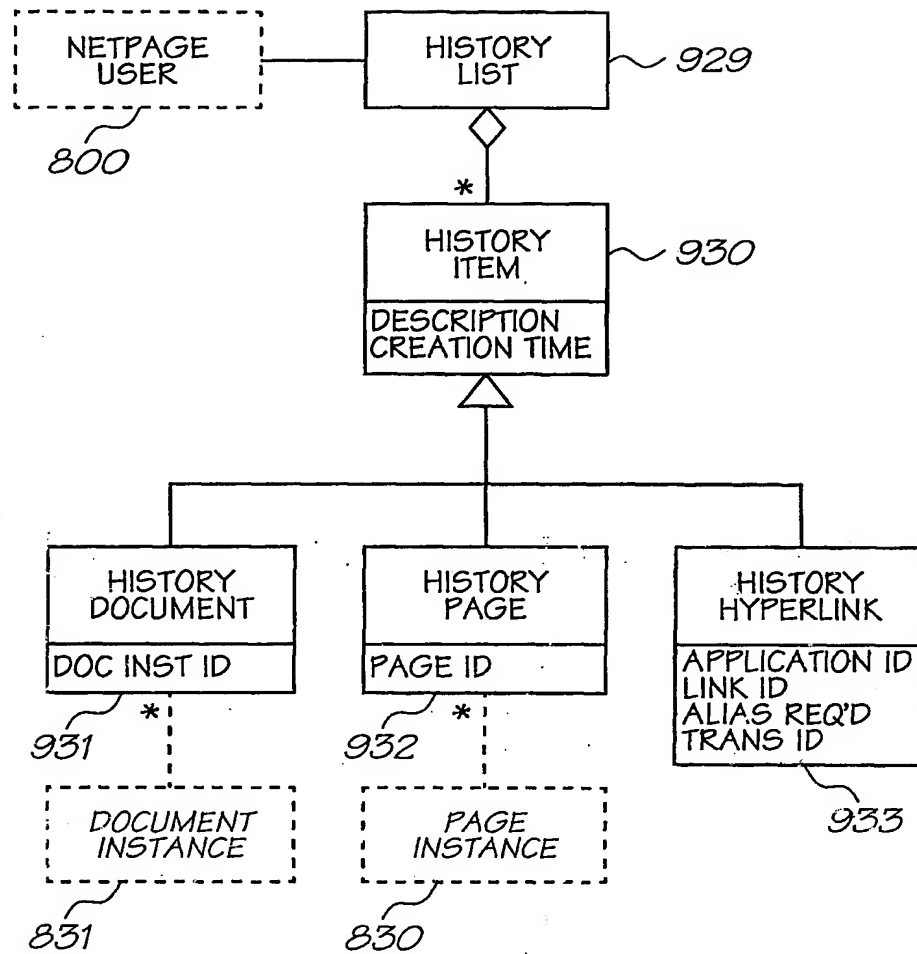 NETPAGE
USER
800
HISTORY
LIST
929
*
HISTORY
ITEM
930
DESCRIPTION
CREATION TIME
HISTORY
DOCUMENT
DOC INST ID
*
931
HISTORY
PAGE
PAGE ID
*
932
HISTORY
HYPERLINK
APPLICATION ID
LINK ID
ALIAS REQ'D
TRANS ID
933
DOCUMENT
INSTANCE
831
PAGE
INSTANCE
830